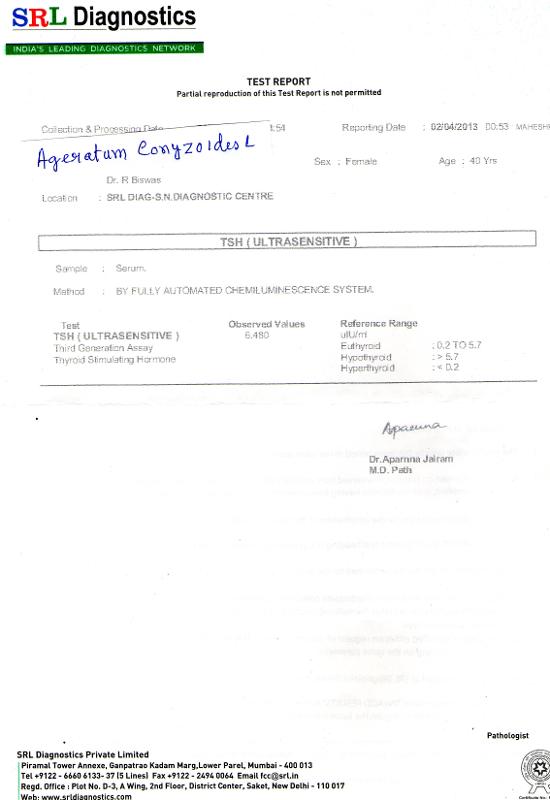 SRL Diagnostics
INDIA'S LEADING DIAGNOSTICS NETWORK
TEST REPORT
Partial reproduction of this Test Report is not permitted
Collection & Processing Date
1:54
Reporting Date : 02/04/2013 00:53 MAHESH
Ageratum Conyzoides L
Sex : Female Age : 40 Yrs
Dr. R Biswas
Location : SRL DIAG-S.N.DIAGNOSTIC CENTRE
TSH ( ULTRASENSITIVE )
Sample : Serum.
Method : BY FULLY AUTOMATED CHEMILUMINESCENCE SYSTEM.
Test Observed Values Reference Range
TSH ( ULTRASENSITIVE ) 6.480 uIU/ml
Third Generation Assay Euthyroid : 0.2 TO 5.7
Thyroid Stimulating Hormone Hypothyroid : > 5.7
Hyperthyroid : < 0.2
Aparnna
Dr.Aparnna Jairam
M.D. Path
Pathologist
SRL Diagnostics Private Limited
Piramal Tower Annexe, Ganpatrao Kadam Marg,Lower Parel, Mumbai - 400 013
Tel +9122 - 6660 6133- 37 (5 Lines) Fax +9122 - 2494 0064 Email fcc@srl.in
Regd. Office : Plot No. D-3, A Wing, 2nd Floor, District Center, Saket, New Delhi - 110 017
Web: www.srldiagnostics.com
Certificate No.